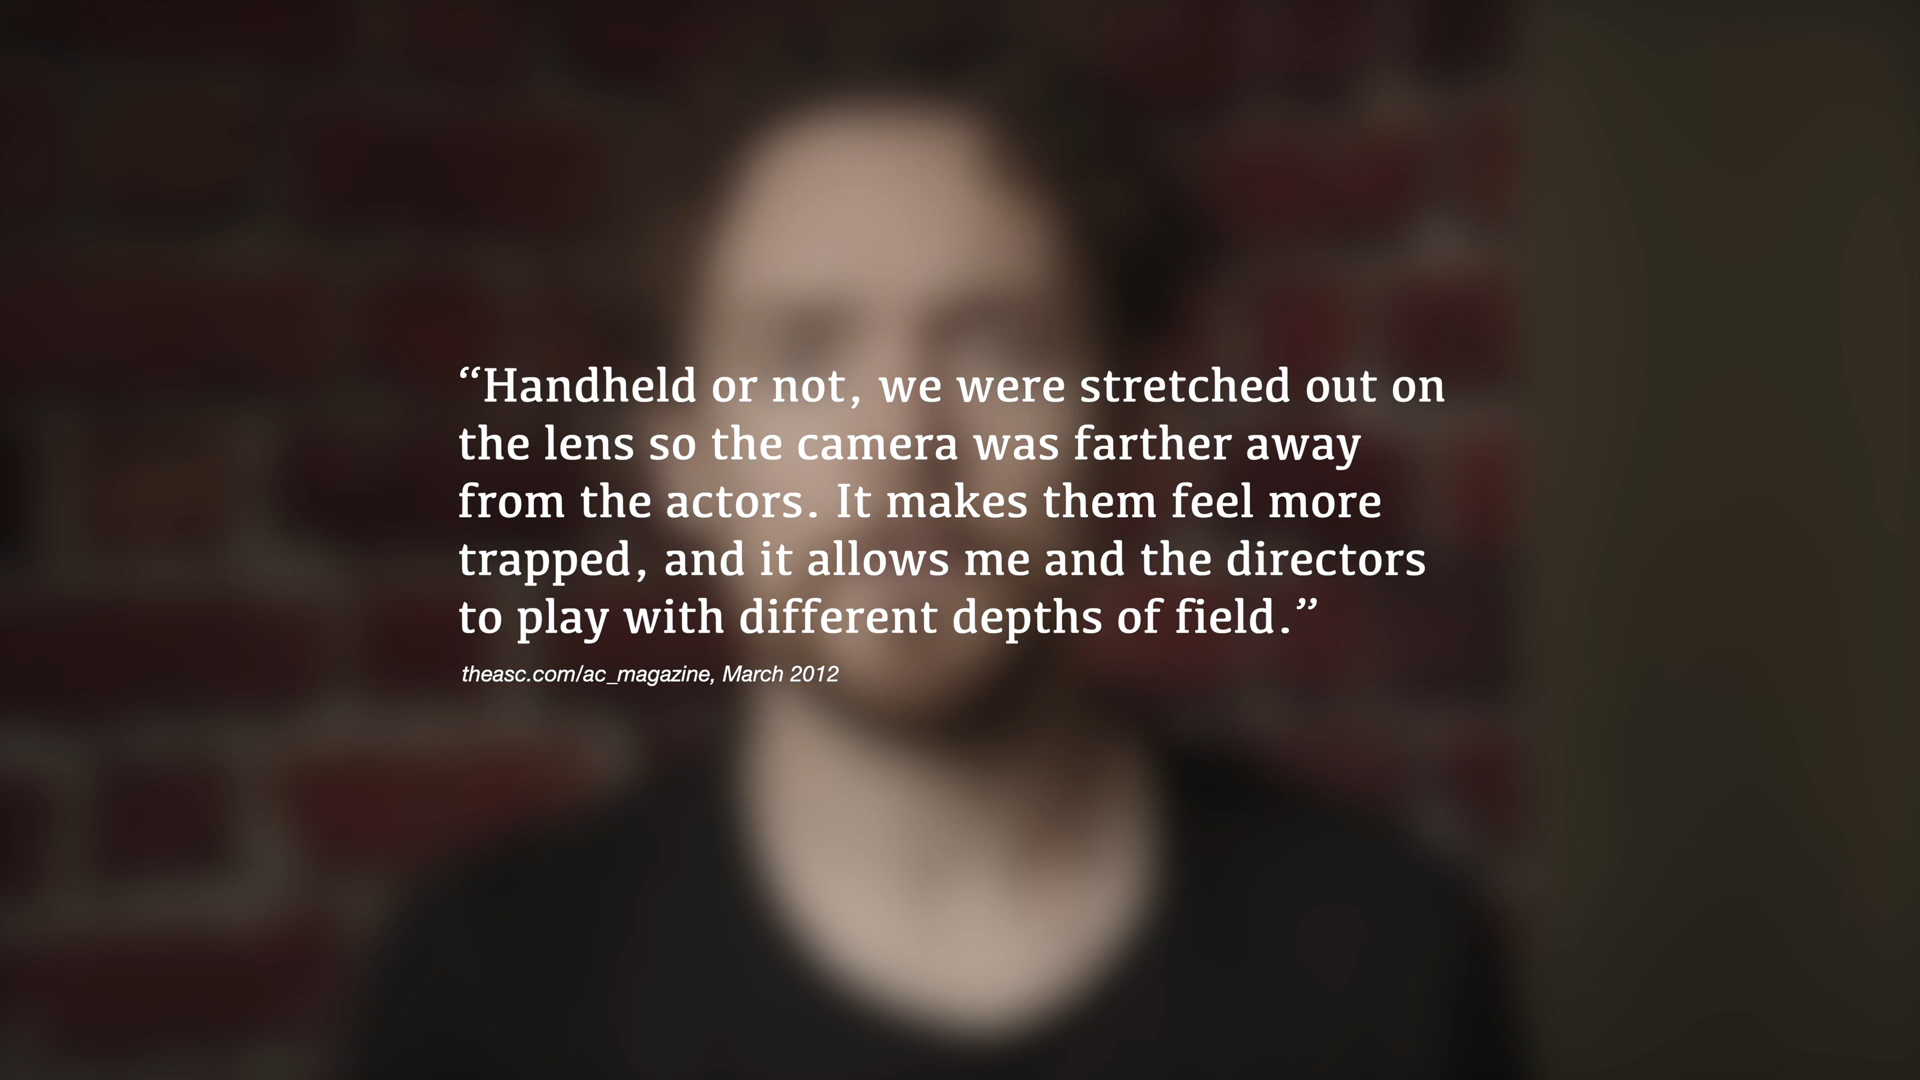 “Handheld or not, we were stretched out on
the lens so the camera was farther away
from the actors. It makes them feel more
trapped, and it allows me and the directors
to play with different depths of field.”
theasc.com/ac_magazine, March 2012